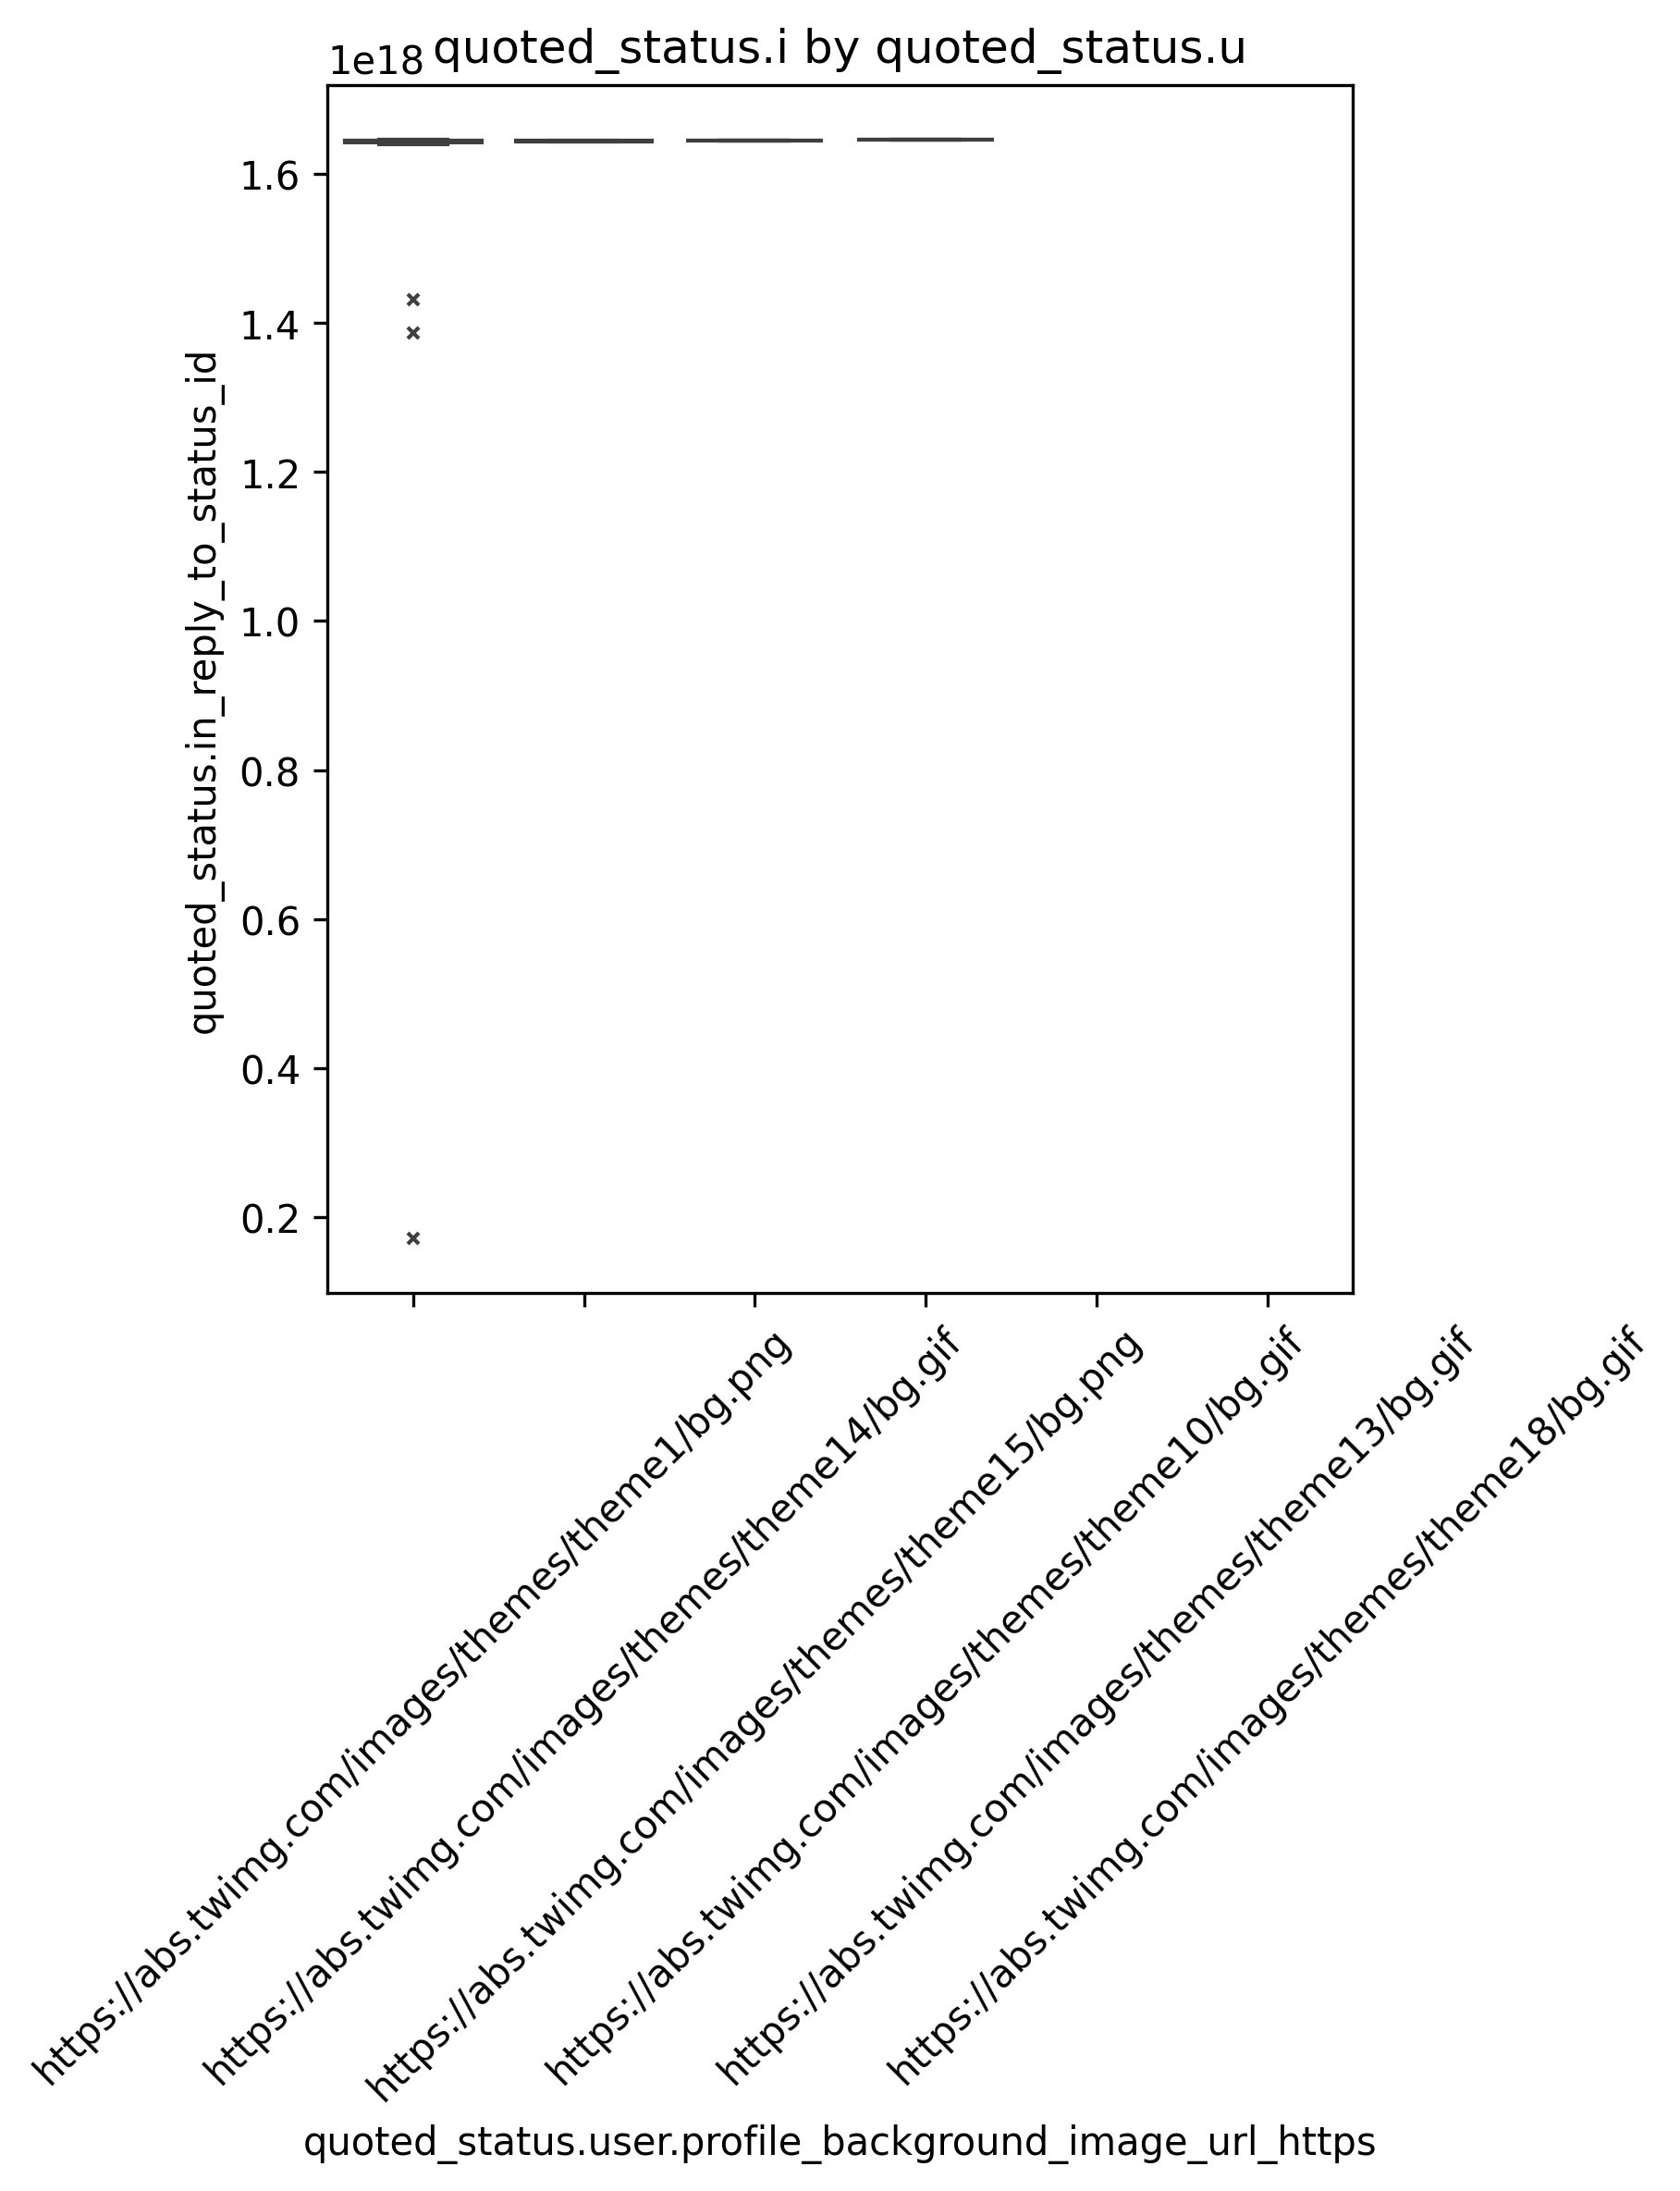 quoted_status.i by quoted_status.u
1e18
1.6
1.4
1.2
1.0
0.8
0.6
0.4
0.2
quoted_status.in_reply_to_status_id
https://abs.twimg.com/images/themes/theme1/bg.png
https://abs.twimg.com/images/themes/theme14/bg.gif
https://abs.twimg.com/images/themes/theme15/bg.png
https://abs.twimg.com/images/themes/theme10/bg.gif
https://abs.twimg.com/images/themes/theme13/bg.gif
https://abs.twimg.com/images/themes/theme18/bg.gif
quoted_status.user.profile_background_image_url_https